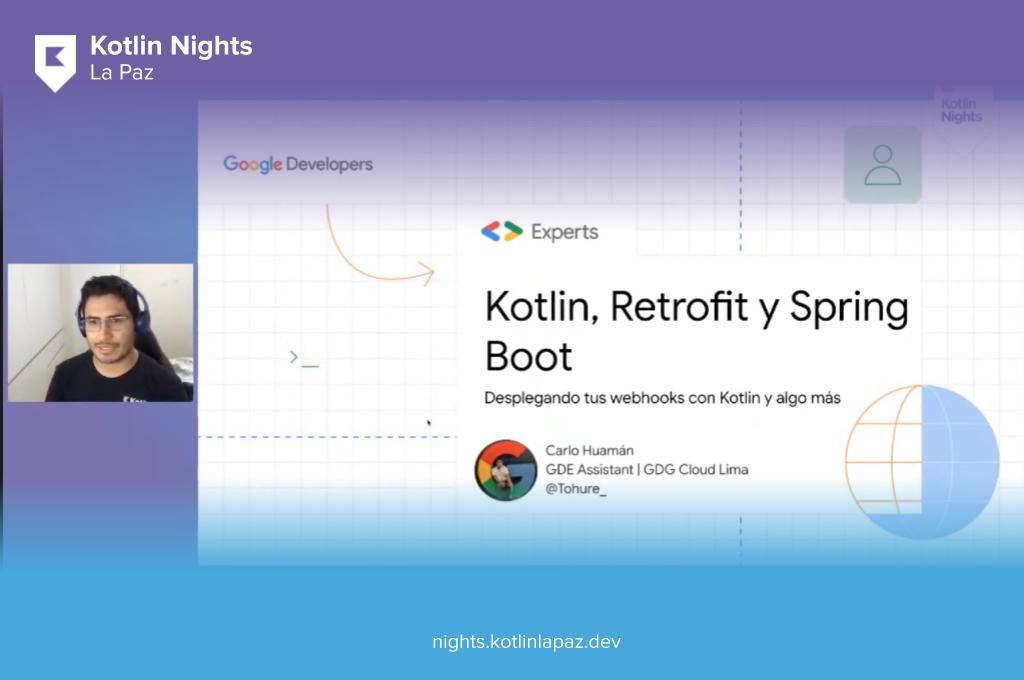 Kotlin Nights
La Paz
Kotlin
Nights
Google Developers
Experts
Kotlin, Retrofit y Spring
Boot
Desplegando tus webhooks con Kotlin y algo más
>_
Carlo Huamán
GDE Assistant | GDG Cloud Lima
@Tohure_
nights.kotlinlapaz.dev